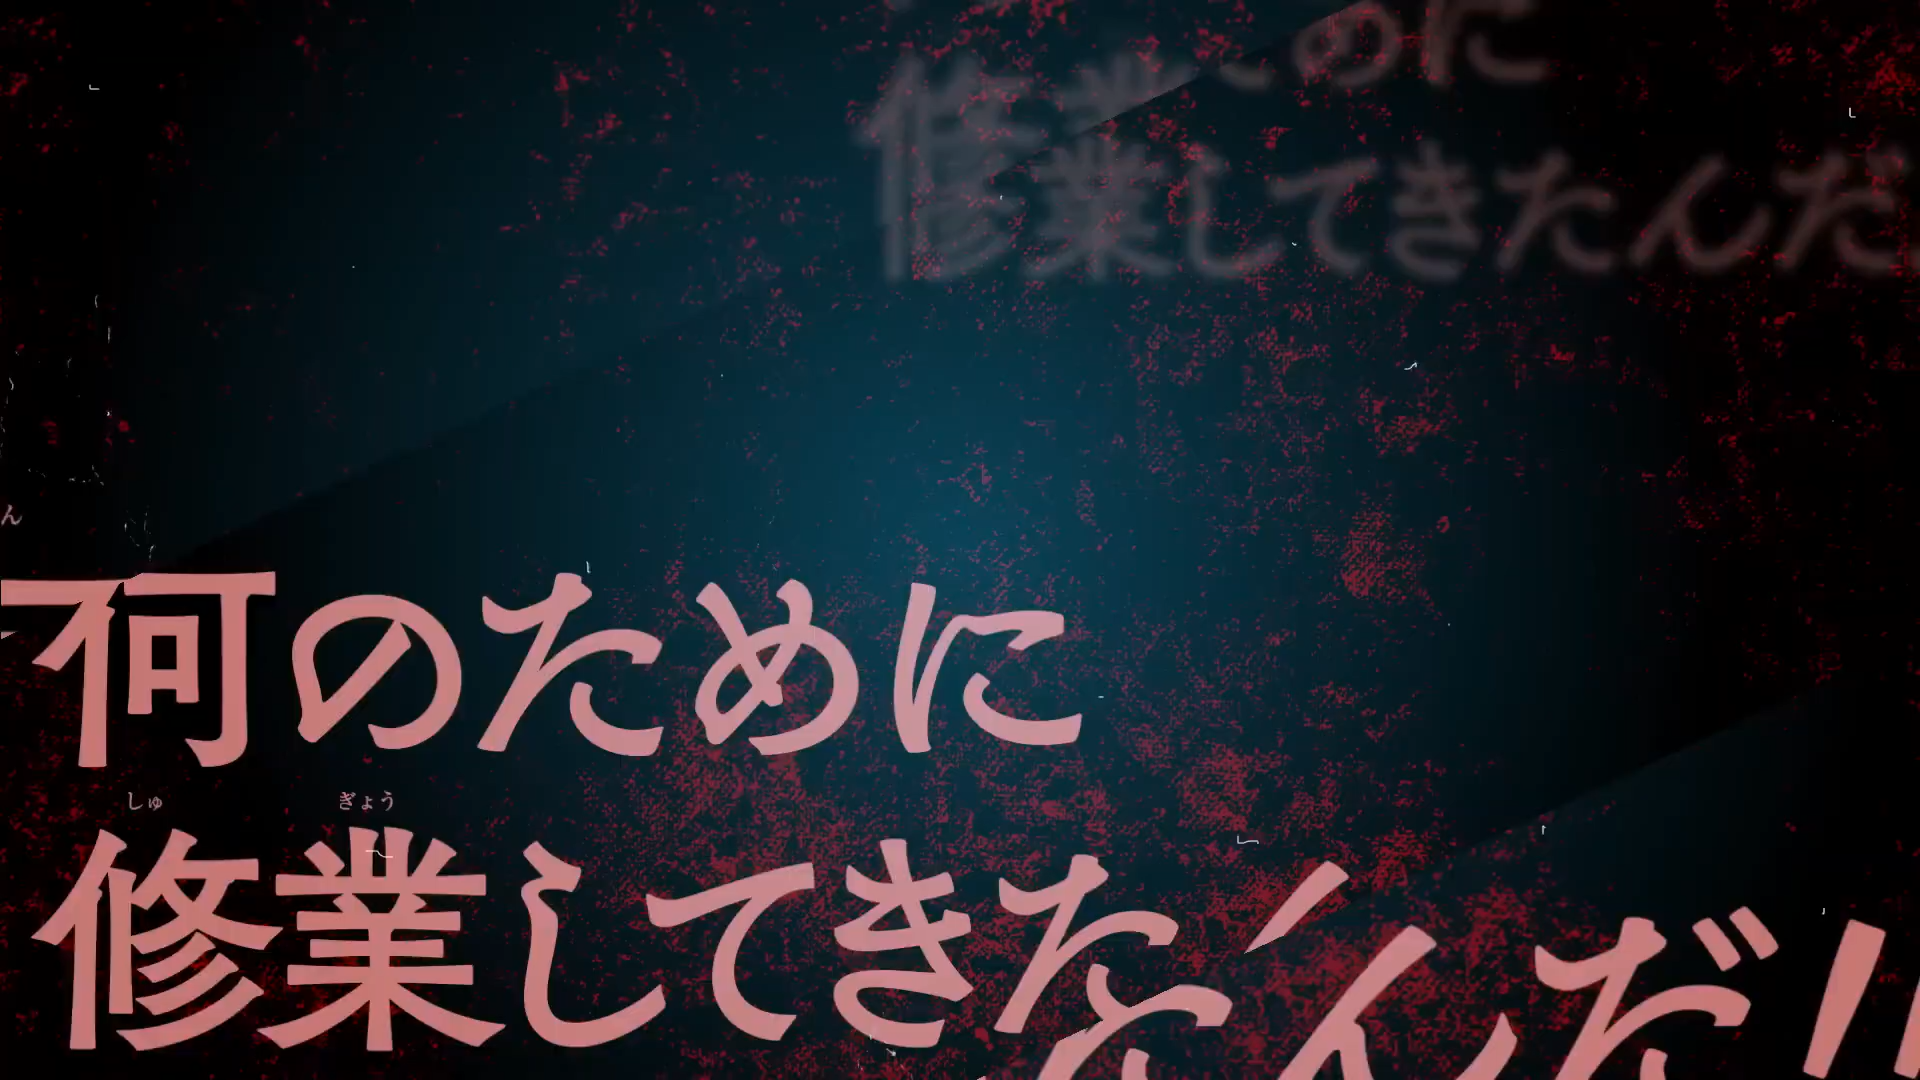 のに
修業してきたんだ
ん
何のために
しゅ ぎょう
修業してきたんだ!!